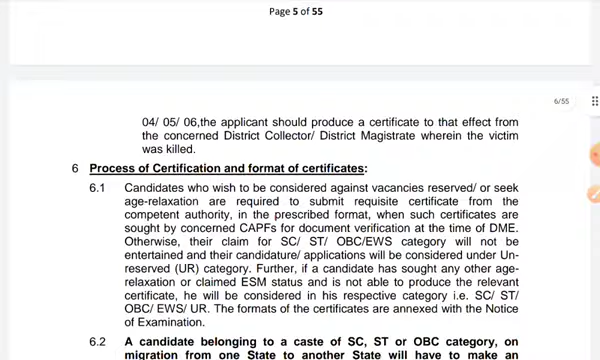 Page 5 of 55
6/55
04/ 05/ 06,the applicant should produce a certificate to that effect from
the concerned District Collector/ District Magistrate wherein the victim
was killed.
6 Process of Certification and format of certificates:
6.1 Candidates who wish to be considered against vacancies reserved/ or seek
age-relaxation are required to submit requisite certificate from the
competent authority, in the prescribed format, when such certificates are
sought by concerned CAPFs for document verification at the time of DME.
Otherwise, their claim for SC/ ST/ OBC/EWS category will not be
entertained and their candidature/ applications will be considered under Un-
reserved (UR) category. Further, if a candidate has sought any other age-
relaxation or claimed ESM status and is not able to produce the relevant
certificate, he will be considered in his respective category i.e. SC/ ST/
OBC/ EWS/ UR. The formats of the certificates are annexed with the Notice
of Examination.
6.2 A candidate belonging to a caste of SC, ST or OBC category, on
migration from one State to another State will have to make an